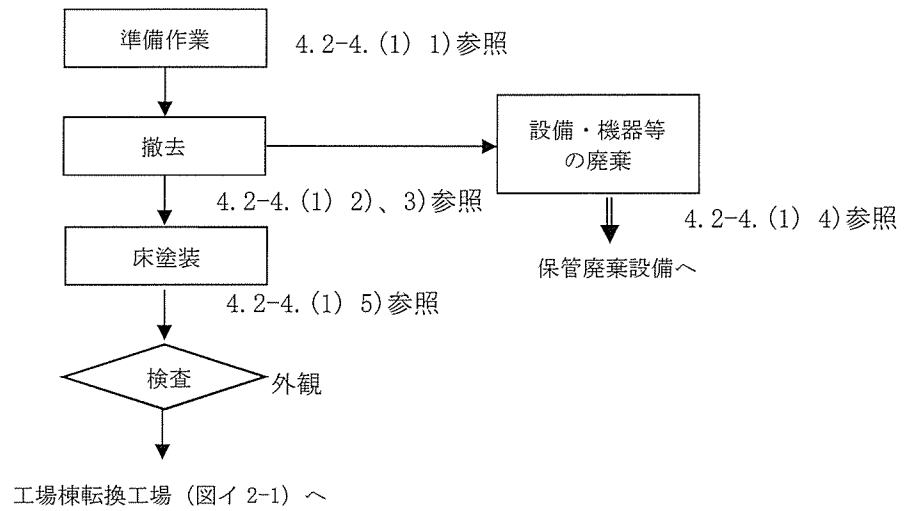 準備作業
4.2-4.(1) 1)参照
撤去
設備・機器等
の廃棄
4.2-4.(1) 2)、3)参照
4.2-4.(1) 4)参照
床塗装
保管廃棄設備へ
4.2-4.(1) 5)参照
検査
外観
工場棟転換工場 (図イ 2-1) へ